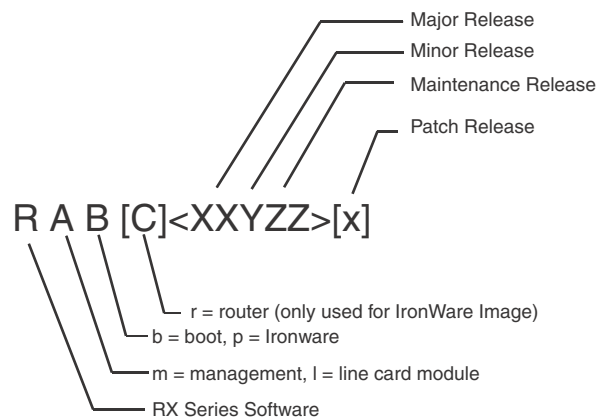 Major Release
Minor Release
Maintenance Release
Patch Release
R A B [C]<XXYZZ>[x]
r = router (only used for IronWare Image)
b = boot, p = Ironware
m = management, l = line card module
RX Series Software